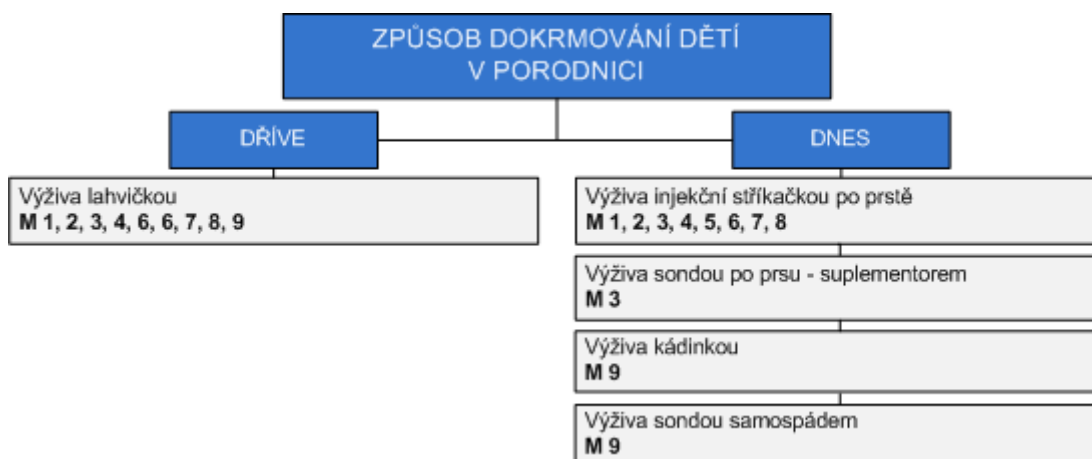 ZPŮSOB DOKRMOVÁNÍ DĚTÍ
V PORODNICI
DŘÍVE
DNES
Výživa lahvičkou
M 1, 2, 3, 4, 6, 6, 7, 8, 9
Výživa injekční stříkačkou po prstě
M 1, 2, 3, 4, 5, 6, 7, 8
Výživa sondou po prsu - suplementorem
M 3
Výživa kádinkou
M 9
Výživa sondou samospádem
M 9